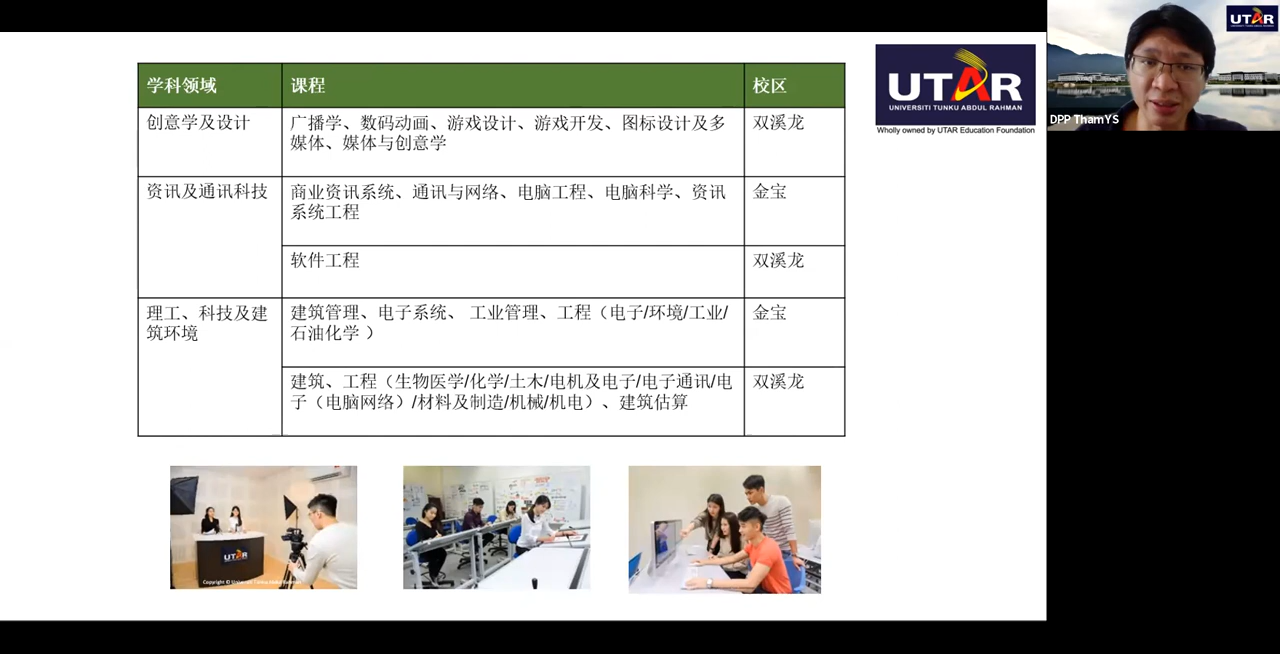 学科领域 课程 校区
创意学及设计 广播学、数码动画、游戏设计、游戏开发、图标设计及多 双溪龙
媒体、媒体与创意学
资讯及通讯科技 商业资讯系统、通讯与网络、电脑工程、电脑科学、资讯 金宝
系统工程
软件工程 双溪龙
理工、科技及建 建筑管理、电子系统、 工业管理、工程（电子/环境/工业/ 金宝
筑环境 石油化学 ）
建筑、工程（生物医学/化学/土木/电机及电子/电子通讯/电 双溪龙
子（电脑网络）/材料及制造/机械/机电）、建筑估算
UTAR
UNIVERSITI TUNKU ABDUL RAHMAN
Wholly owned by UTAR Education Foundation
UTAR
DPP ThamYS
UTAR
Copyright © Universiti Tunku Abdul Rahman